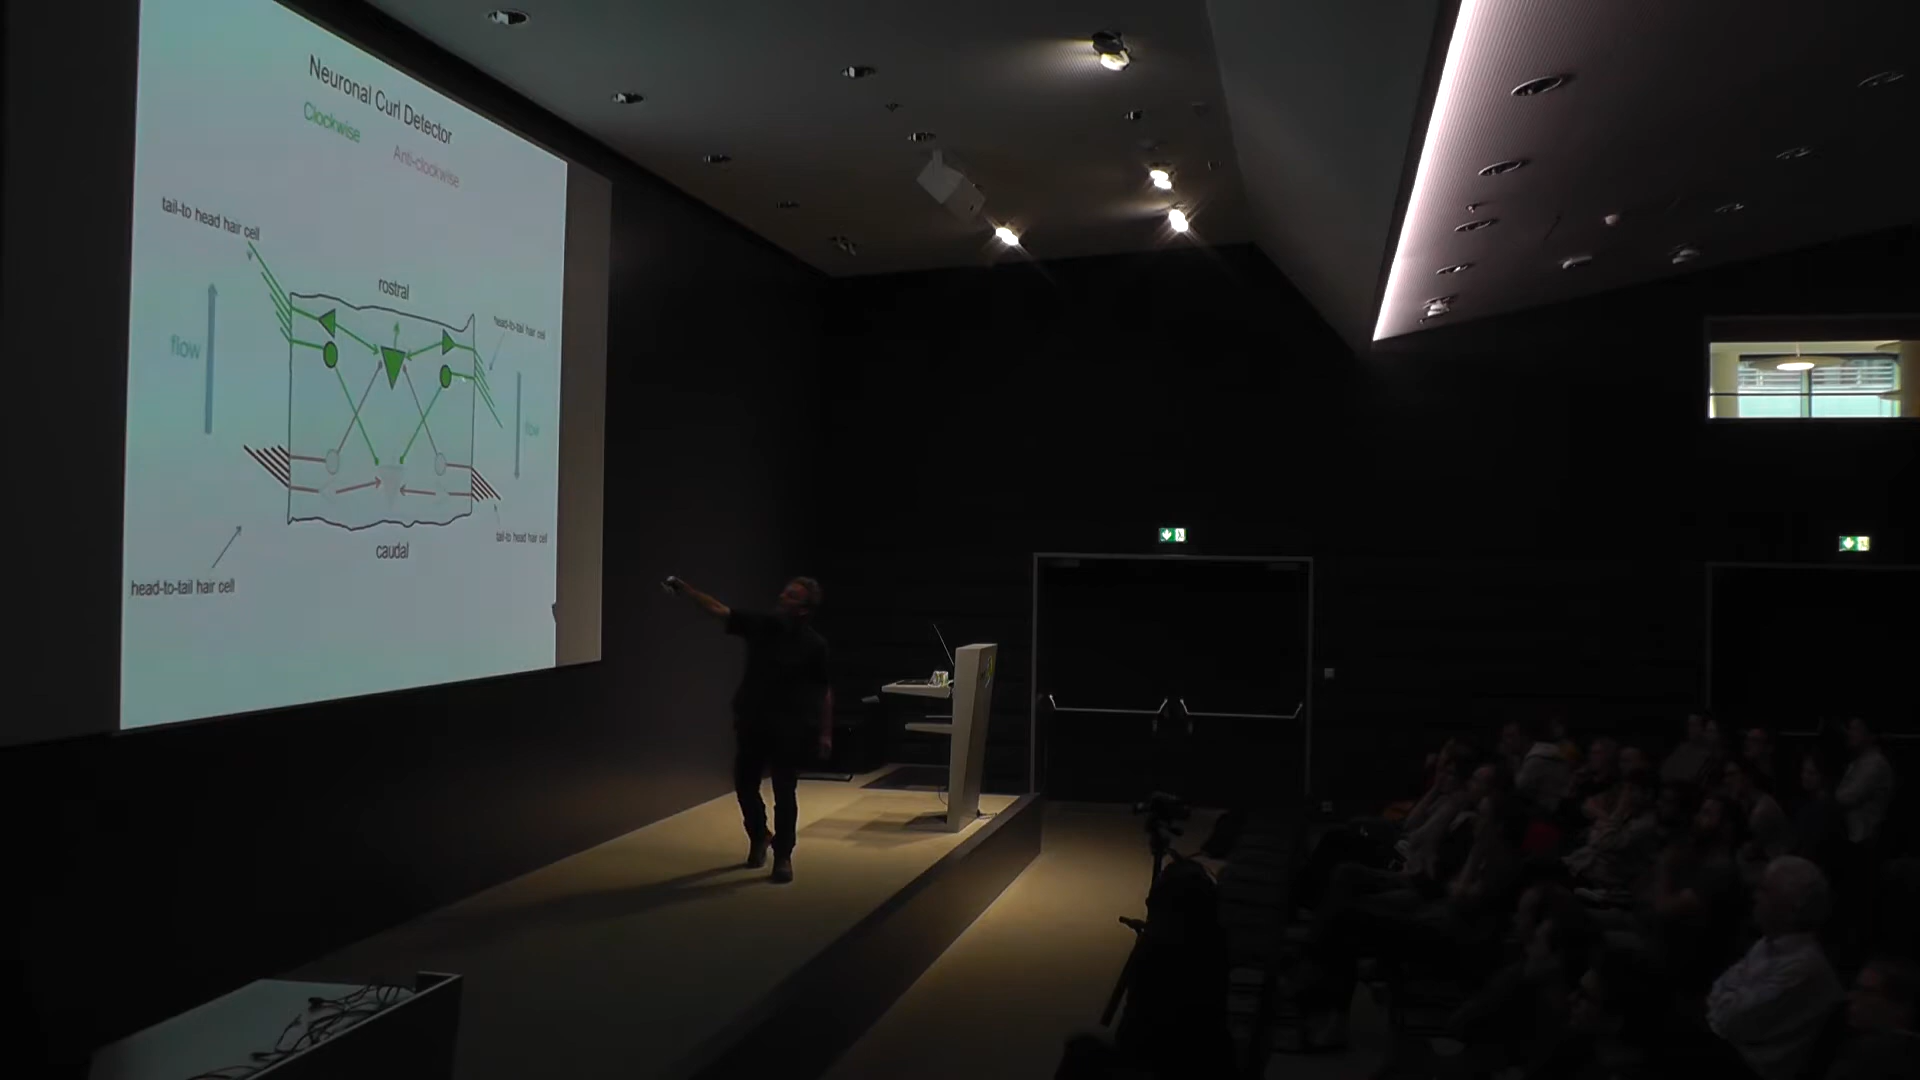 Neuronal Curl Detector
Clockwise
Anti-clockwise
tail-to head hair cell
rostral
head-to-tail hair cell
flow
flow
caudal
tail-to head hair cell
head-to-tail hair cell